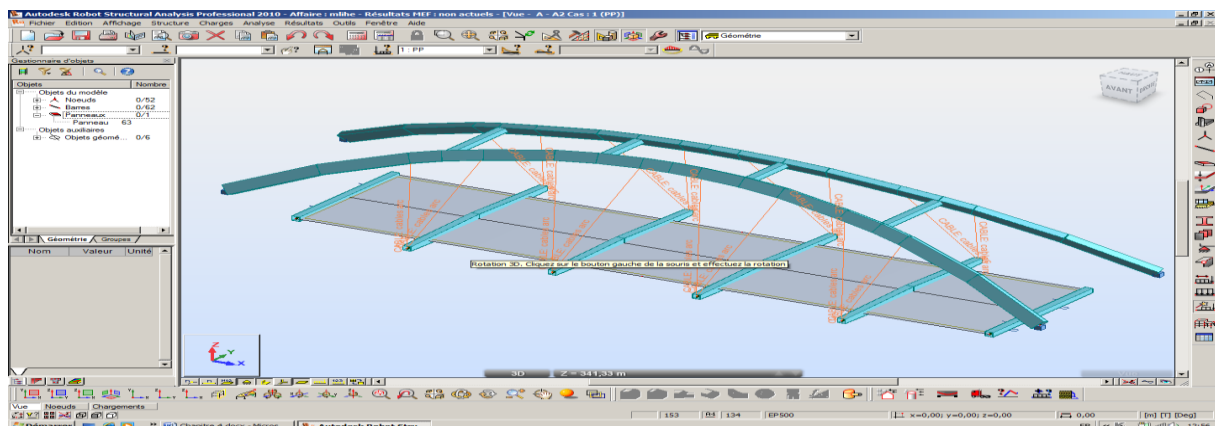 Autodesk Robot Structural Analysis Professional 2010 - Affaire : mlihe - Résultats MEF : non actuels - [Vue - A - A2 Cas : 1 (PP)]
Fichier Edition Affichage Structure Charges Analyse Résultats Outils Fenêtre Aide
Géométrie
1 : PP
Gestionnaire d'objets
Objets Nombre
Objets du modèle
Noeuds 0/52
Barres 0/62
Panneaux 0/1
Panneau 63
Objets auxiliaires
Objets géomé... 0/6
Géométrie Groupes
Nom Valeur Unité
AVANT
CABLE
Rotation 3D. Cliquez sur le bouton gauche de la souris et effectuez la rotation
Z
Y
X
3D Z = 341,33 m
Vue Noeuds Chargements
153 134 EP500 x=0,00; y=0,00; z=0,00 0,00 [m] [T] [Deg]
Démarrer Chapitre 4.docx - Micros... Autodesk Robot Stru...